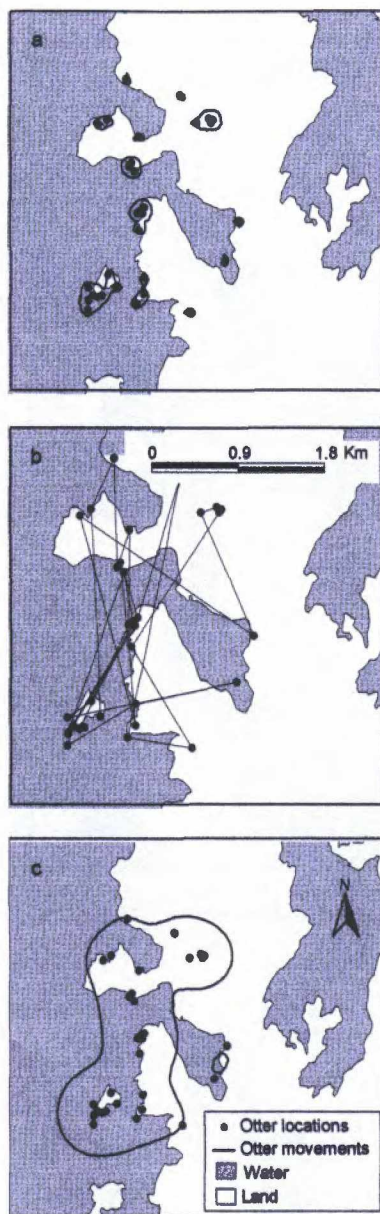 a
b
0 0.9 1.8 Km
c
N
Otter locations
Otter movements
Water
Land